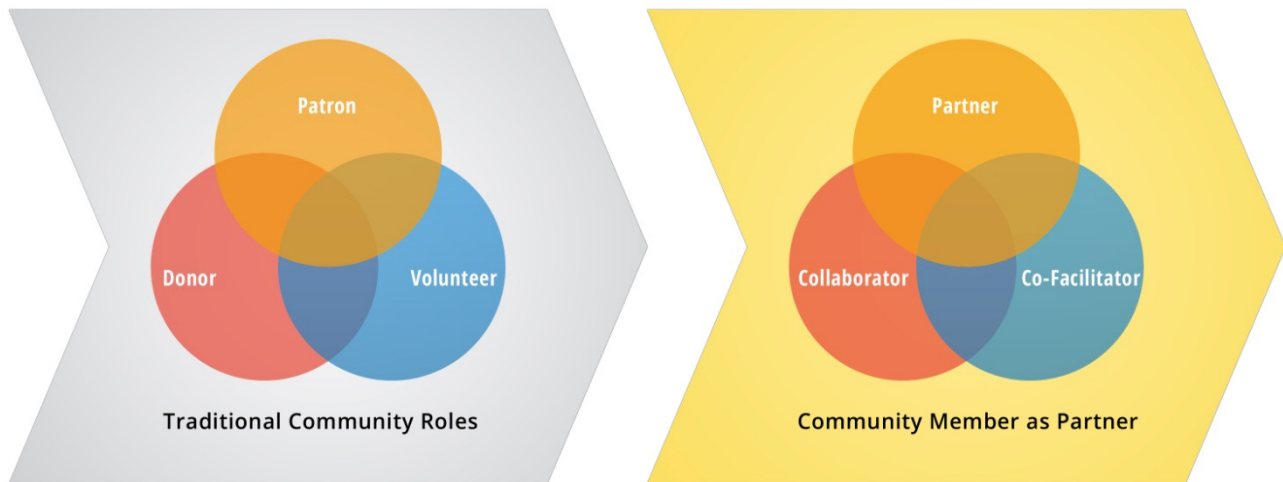 Patron
Donor
Volunteer
Traditional Community Roles
Partner
Collaborator
Co-Facilitator
Community Member as Partner